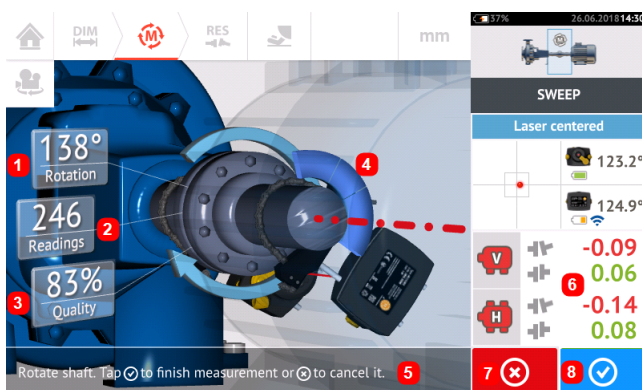 DIM
M
RES
mm
37%
26.06.2018 14:30
SWEEP
Laser centered
123.2°
124.9°
1
138°
Rotation
2
246
Readings
3
83%
Quality
4
V
-0.09
0.06
6
H
-0.14
0.08
Rotate shaft. Tap to finish measurement or to cancel it.
5
7
8